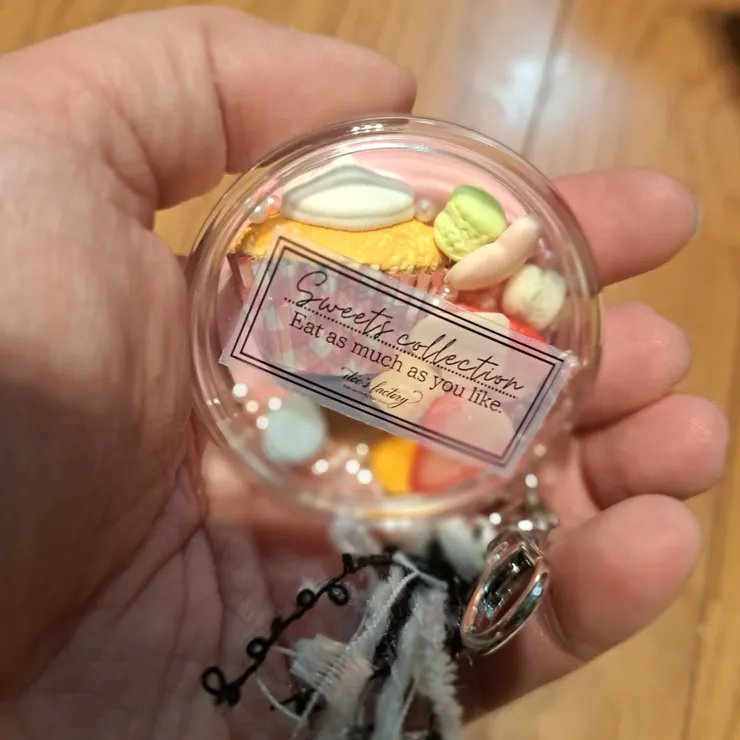 Sweets collection
Eat as much as you like.